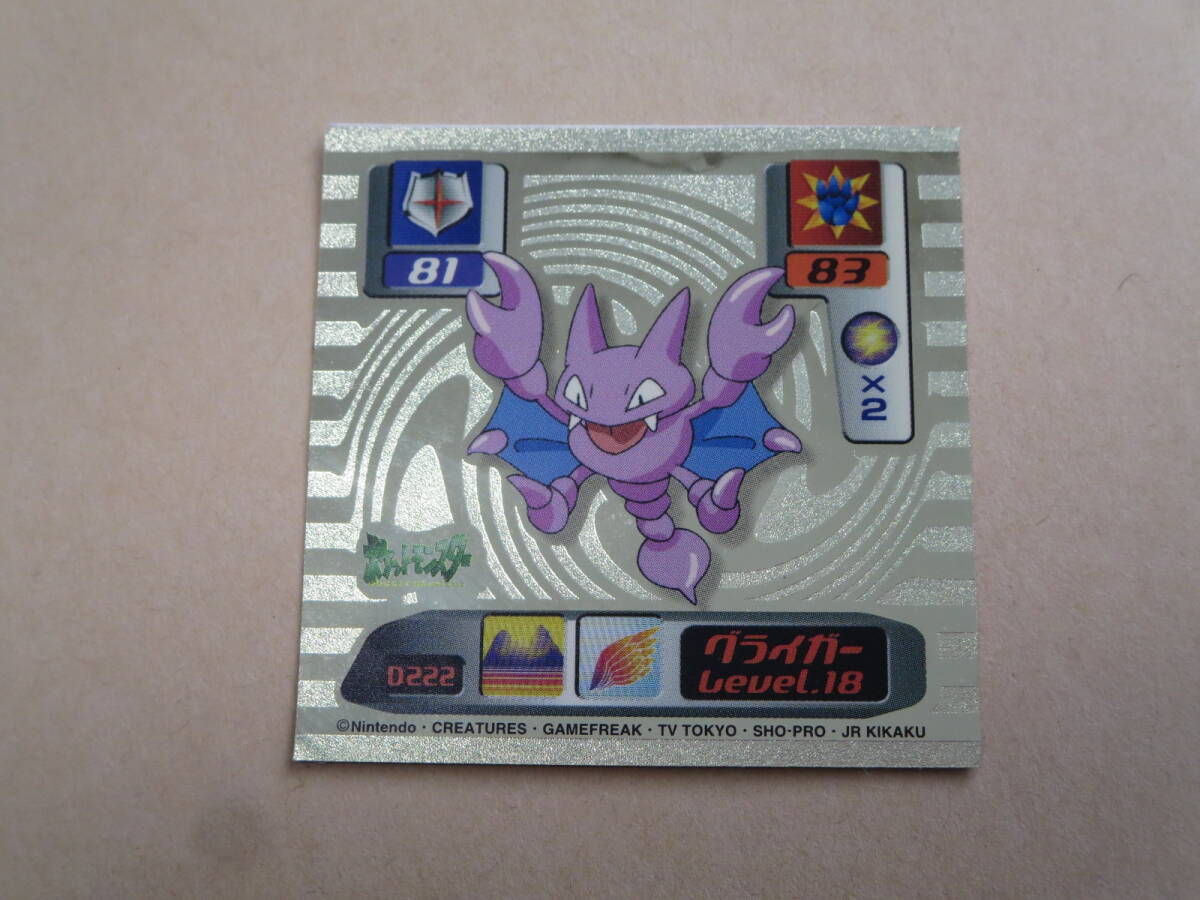 81
83
×2
ポケットモンスター
D222
グライガー
Level.18
©Nintendo・CREATURES・GAMEFREAK・TV TOKYO・SHO-PRO・JR KIKAKU